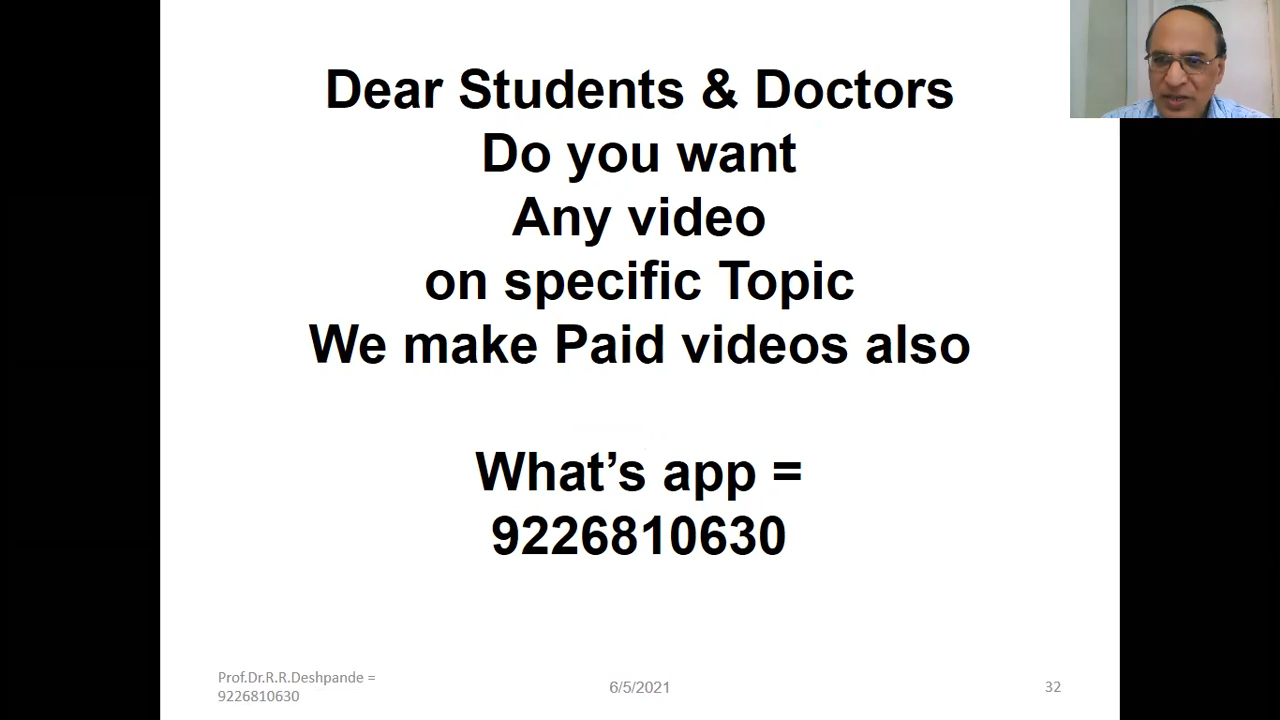 Dear Students & Doctors
Do you want
Any video
on specific Topic
We make Paid videos also
What’s app =
9226810630
Prof.Dr.R.R.Deshpande =
9226810630
6/5/2021
32